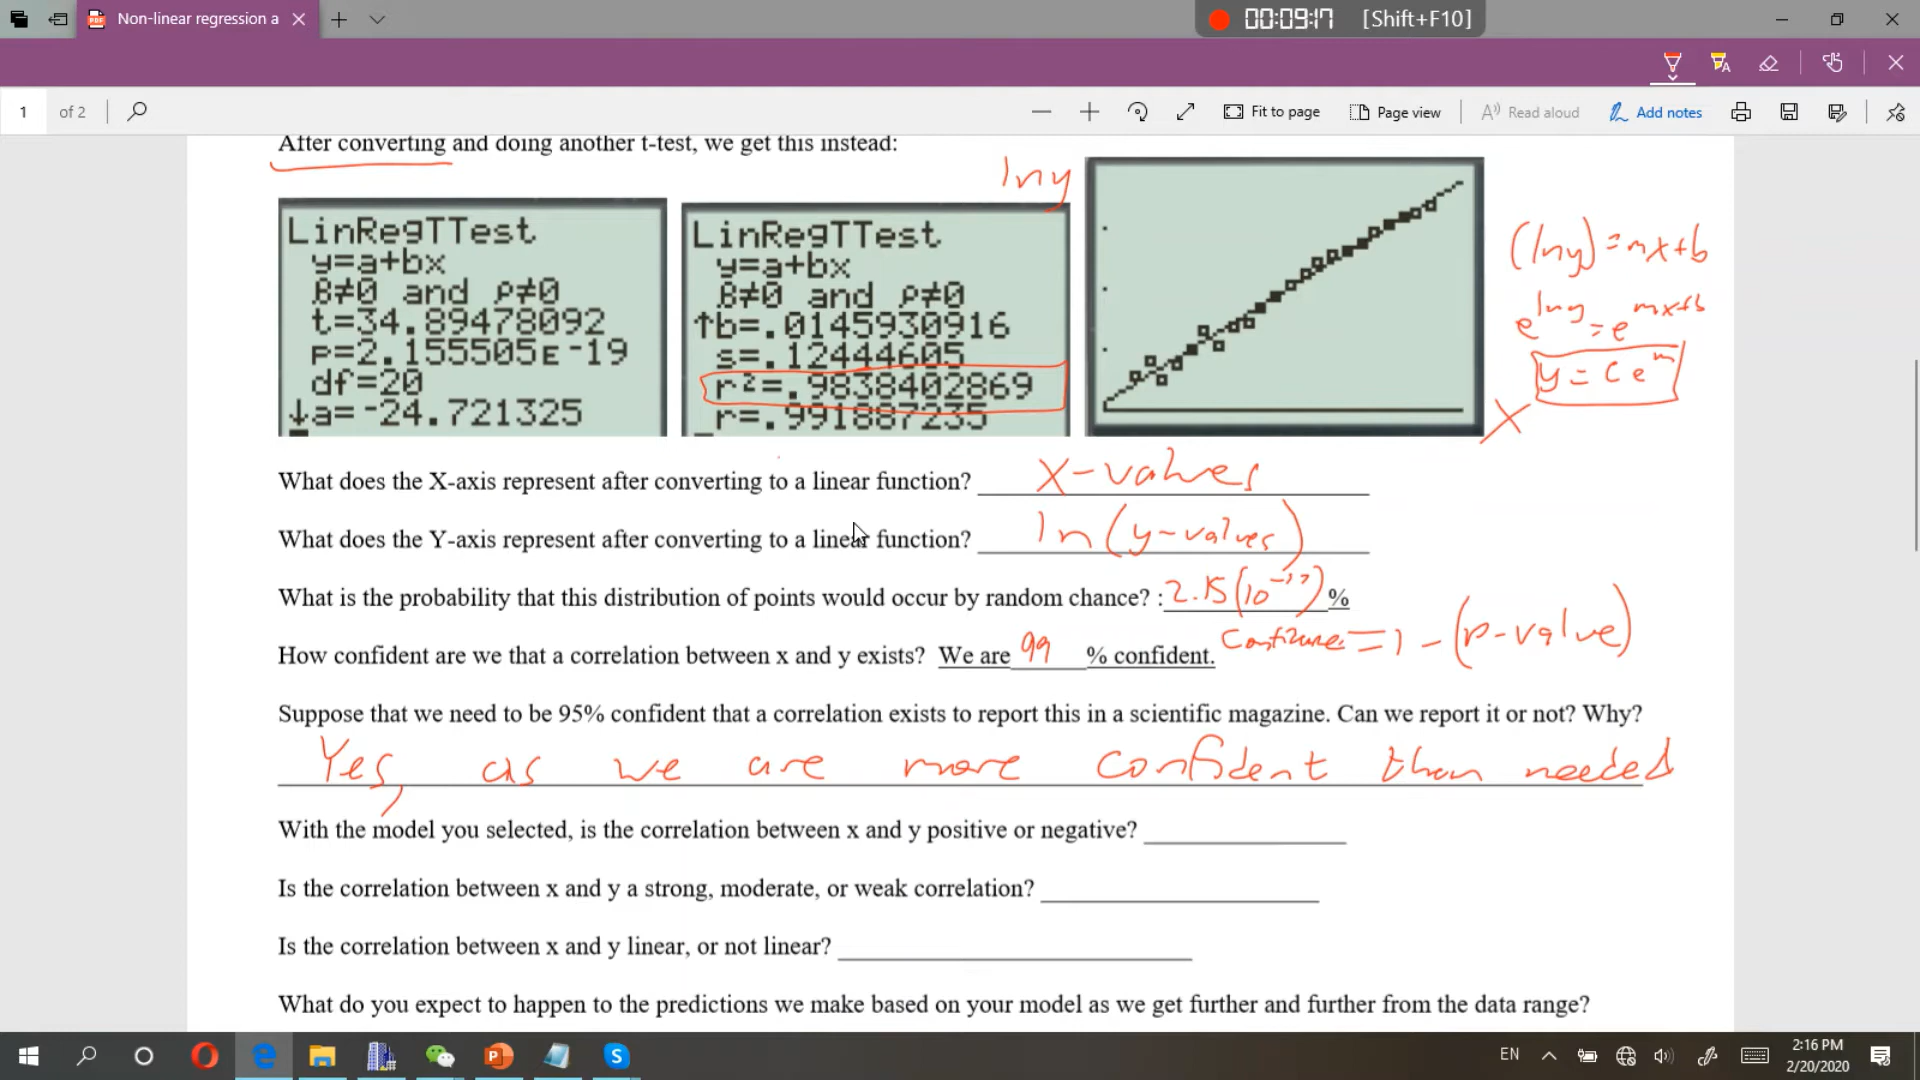 Non-linear regression a
00:09:17 [Shift+F10]
1 of 2
Fit to page
Page view
Read aloud
Add notes
After converting and doing another t-test, we get this instead:
ln y
LinRegTTest
y=a+bx
β≠0 and ρ≠0
t=34.89478092
p=2.155505E-19
df=20
↓a=-24.721325
LinRegTTest
y=a+bx
β≠0 and ρ≠0
↑b=.0145930916
s=.12444605
r²=.9838402869
r=.991887235
(ln y) = mx+b
e^ln y = e^mx+b
y = Ce^m
X
What does the X-axis represent after converting to a linear function? X-values
What does the Y-axis represent after converting to a linear function? ln(y-values)
What is the probability that this distribution of points would occur by random chance? : 2.15(10^-17) %
How confident are we that a correlation between x and y exists? We are 99 % confident.
= 1 - (p-value)
Suppose that we need to be 95% confident that a correlation exists to report this in a scientific magazine. Can we report it or not? Why?
Yes, as we are more confident than needed
With the model you selected, is the correlation between x and y positive or negative?
Is the correlation between x and y a strong, moderate, or weak correlation?
Is the correlation between x and y linear, or not linear?
What do you expect to happen to the predictions we make based on your model as we get further and further from the data range?
EN
2:16 PM
2/20/2020